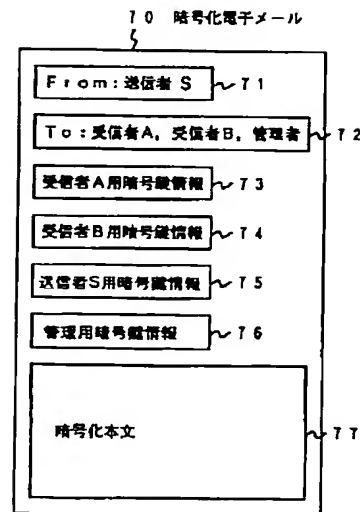 70 暗号化電子メール
From:送信者S 71
To:受信者A,受信者B,管理者 72
受信者A用暗号鍵情報 73
受信者B用暗号鍵情報 74
送信者S用暗号鍵情報 75
管理用暗号鍵情報 76
暗号化本文 77